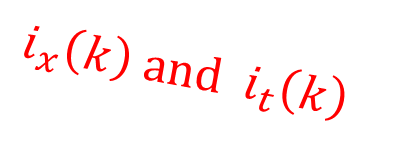 i_x(k) and i_t(k)